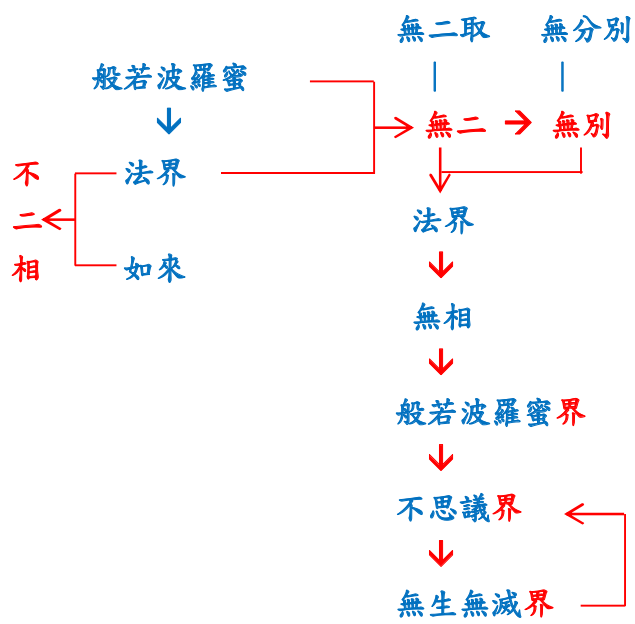 無二取
無分別
般若波羅蜜
無二
無別
法界
不二相
如來
法界
無相
般若波羅蜜界
不思議界
無生無滅界